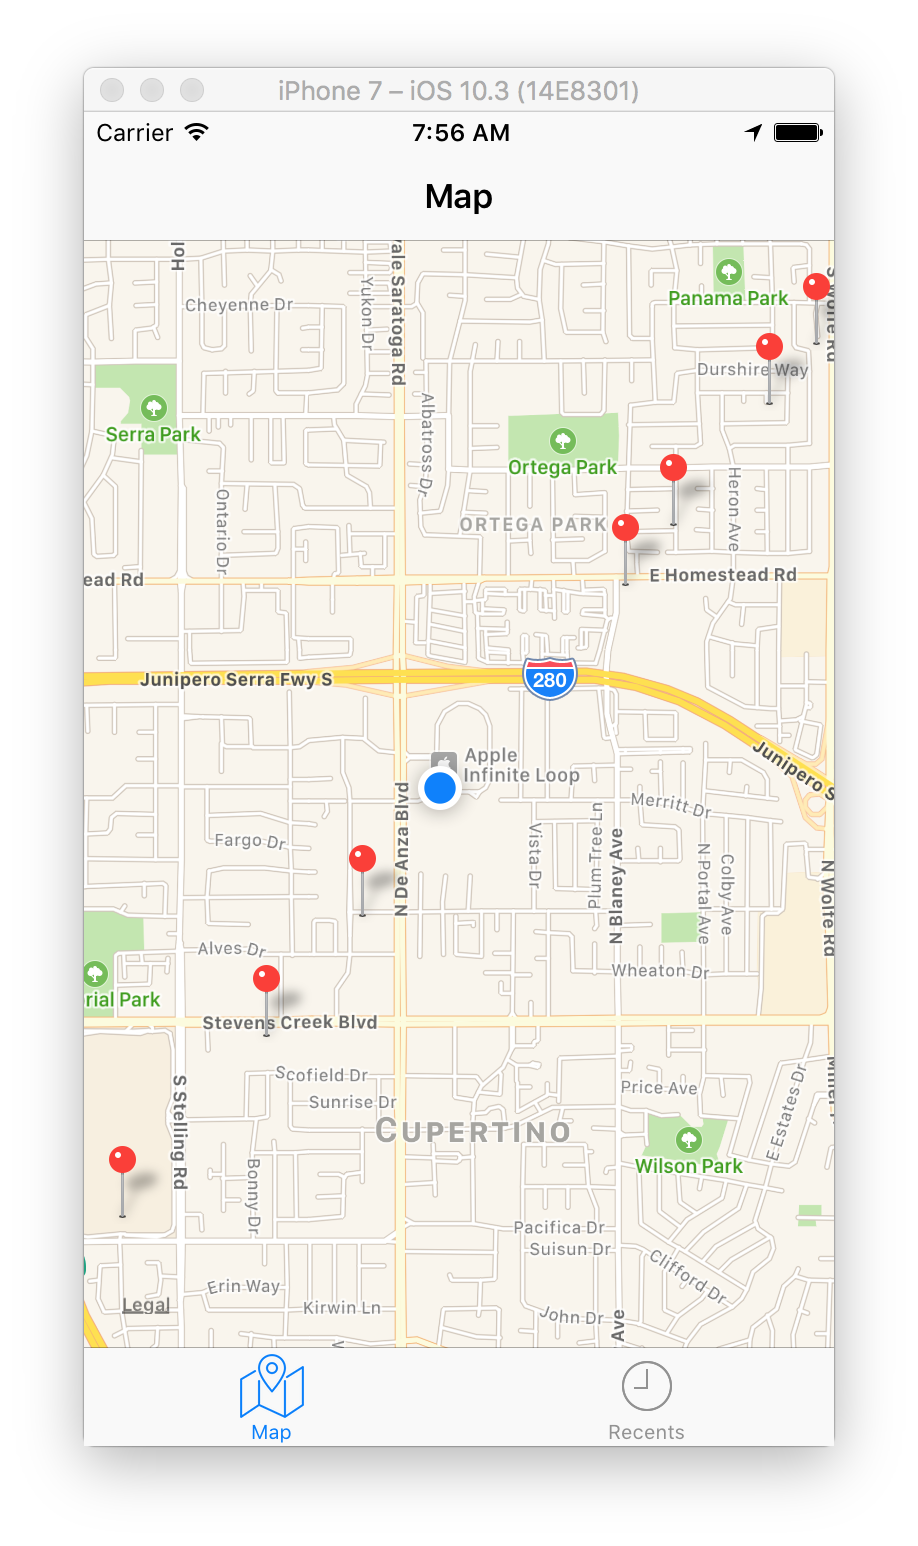 iPhone 7 – iOS 10.3 (14E8301)
Carrier
7:56 AM
Map
Hol
vale Saratoga Rd
Yukon Dr
Cheyenne Dr
Panama Park
S Wolfe Rd
Durshire Way
Serra Park
Albatross Dr
Ortega Park
Heron Ave
Ontario Dr
ORTEGA PARK
ead Rd
E Homestead Rd
Junipero Serra Fwy S
280
Apple
Infinite Loop
Junipero S
N De Anza Blvd
Merritt Dr
Fargo Dr
Vista Dr
Plum Tree Ln
N Blaney Ave
N Portal Ave
Colby Ave
N Wolfe Rd
Alves Dr
Wheaton Dr
rial Park
Stevens Creek Blvd
Scofield Dr
Sunrise Dr
Price Ave
E Estates Dr
Miller
S Stelling Rd
CUPERTINO
Wilson Park
Bonny Dr
Pacifica Dr
Suisun Dr
Clifford Dr
Erin Way
Legal
Kirwin Ln
John Dr
Ave
Map
Recents